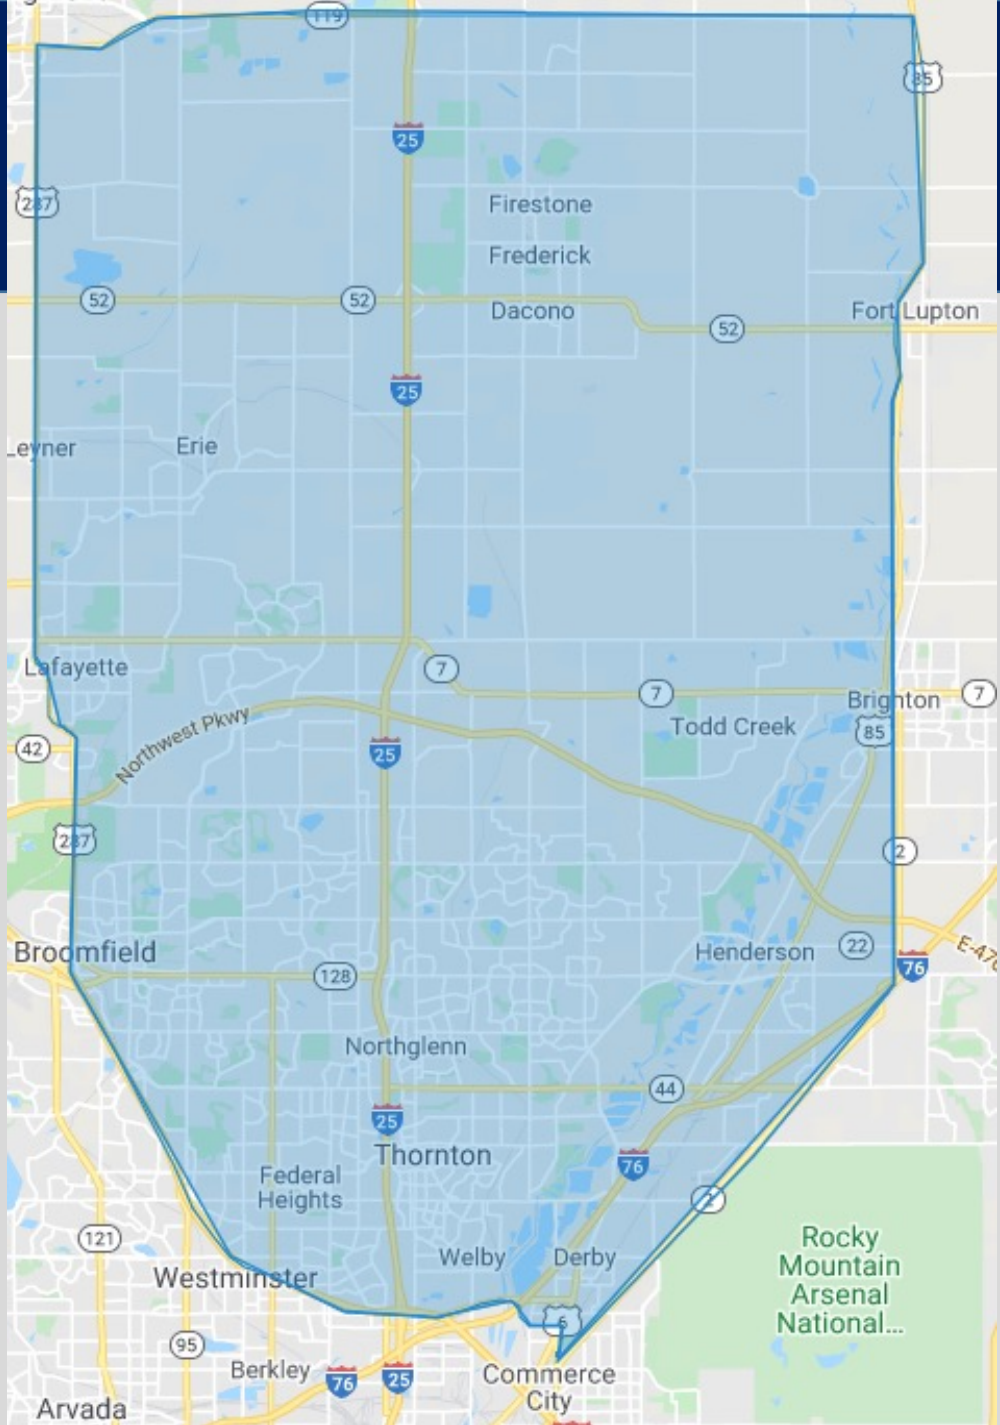 119
85
25
287
Firestone
Frederick
52
52
Dacono
52
Fort Lupton
25
Leyner
Erie
Lafayette
7
7
Brighton
7
Northwest Pkwy
Todd Creek
42
25
85
287
2
Broomfield
Henderson
22
E-470
128
76
Northglenn
44
25
Thornton
76
Federal
Heights
2
121
Welby
Derby
Rocky
Mountain
Arsenal
National...
Westminster
6
95
Berkley
76
25
Commerce
City
Arvada